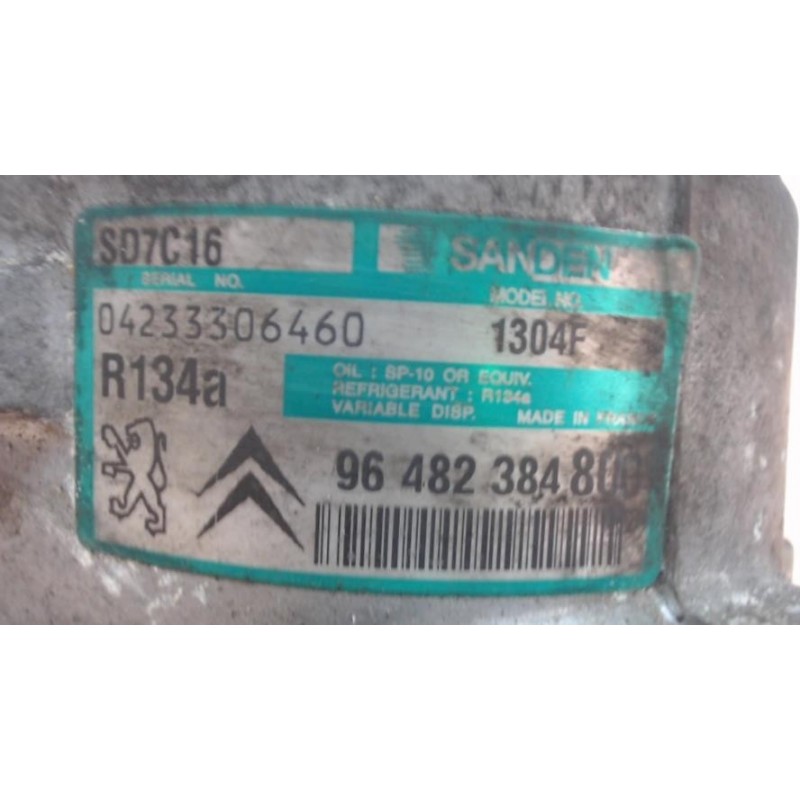 SD7C16
SANDEN
SERIAL NO.
MODEL NO.
04233306460
1304F
R134a
OIL : SP-10 OR EQUIV.
REFRIGERANT : R134a
VARIABLE DISP.
MADE IN FRANCE
96 482 384 80